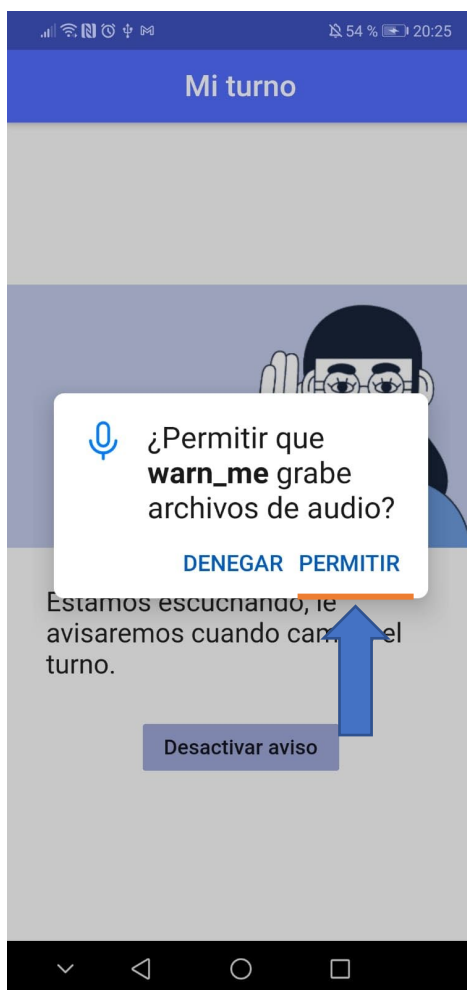 54 % 20:25
Mi turno
¿Permitir que
warn_me grabe
archivos de audio?
DENEGAR PERMITIR
Estamos escuchando, le
avisaremos cuando el
turno.
Desactivar aviso